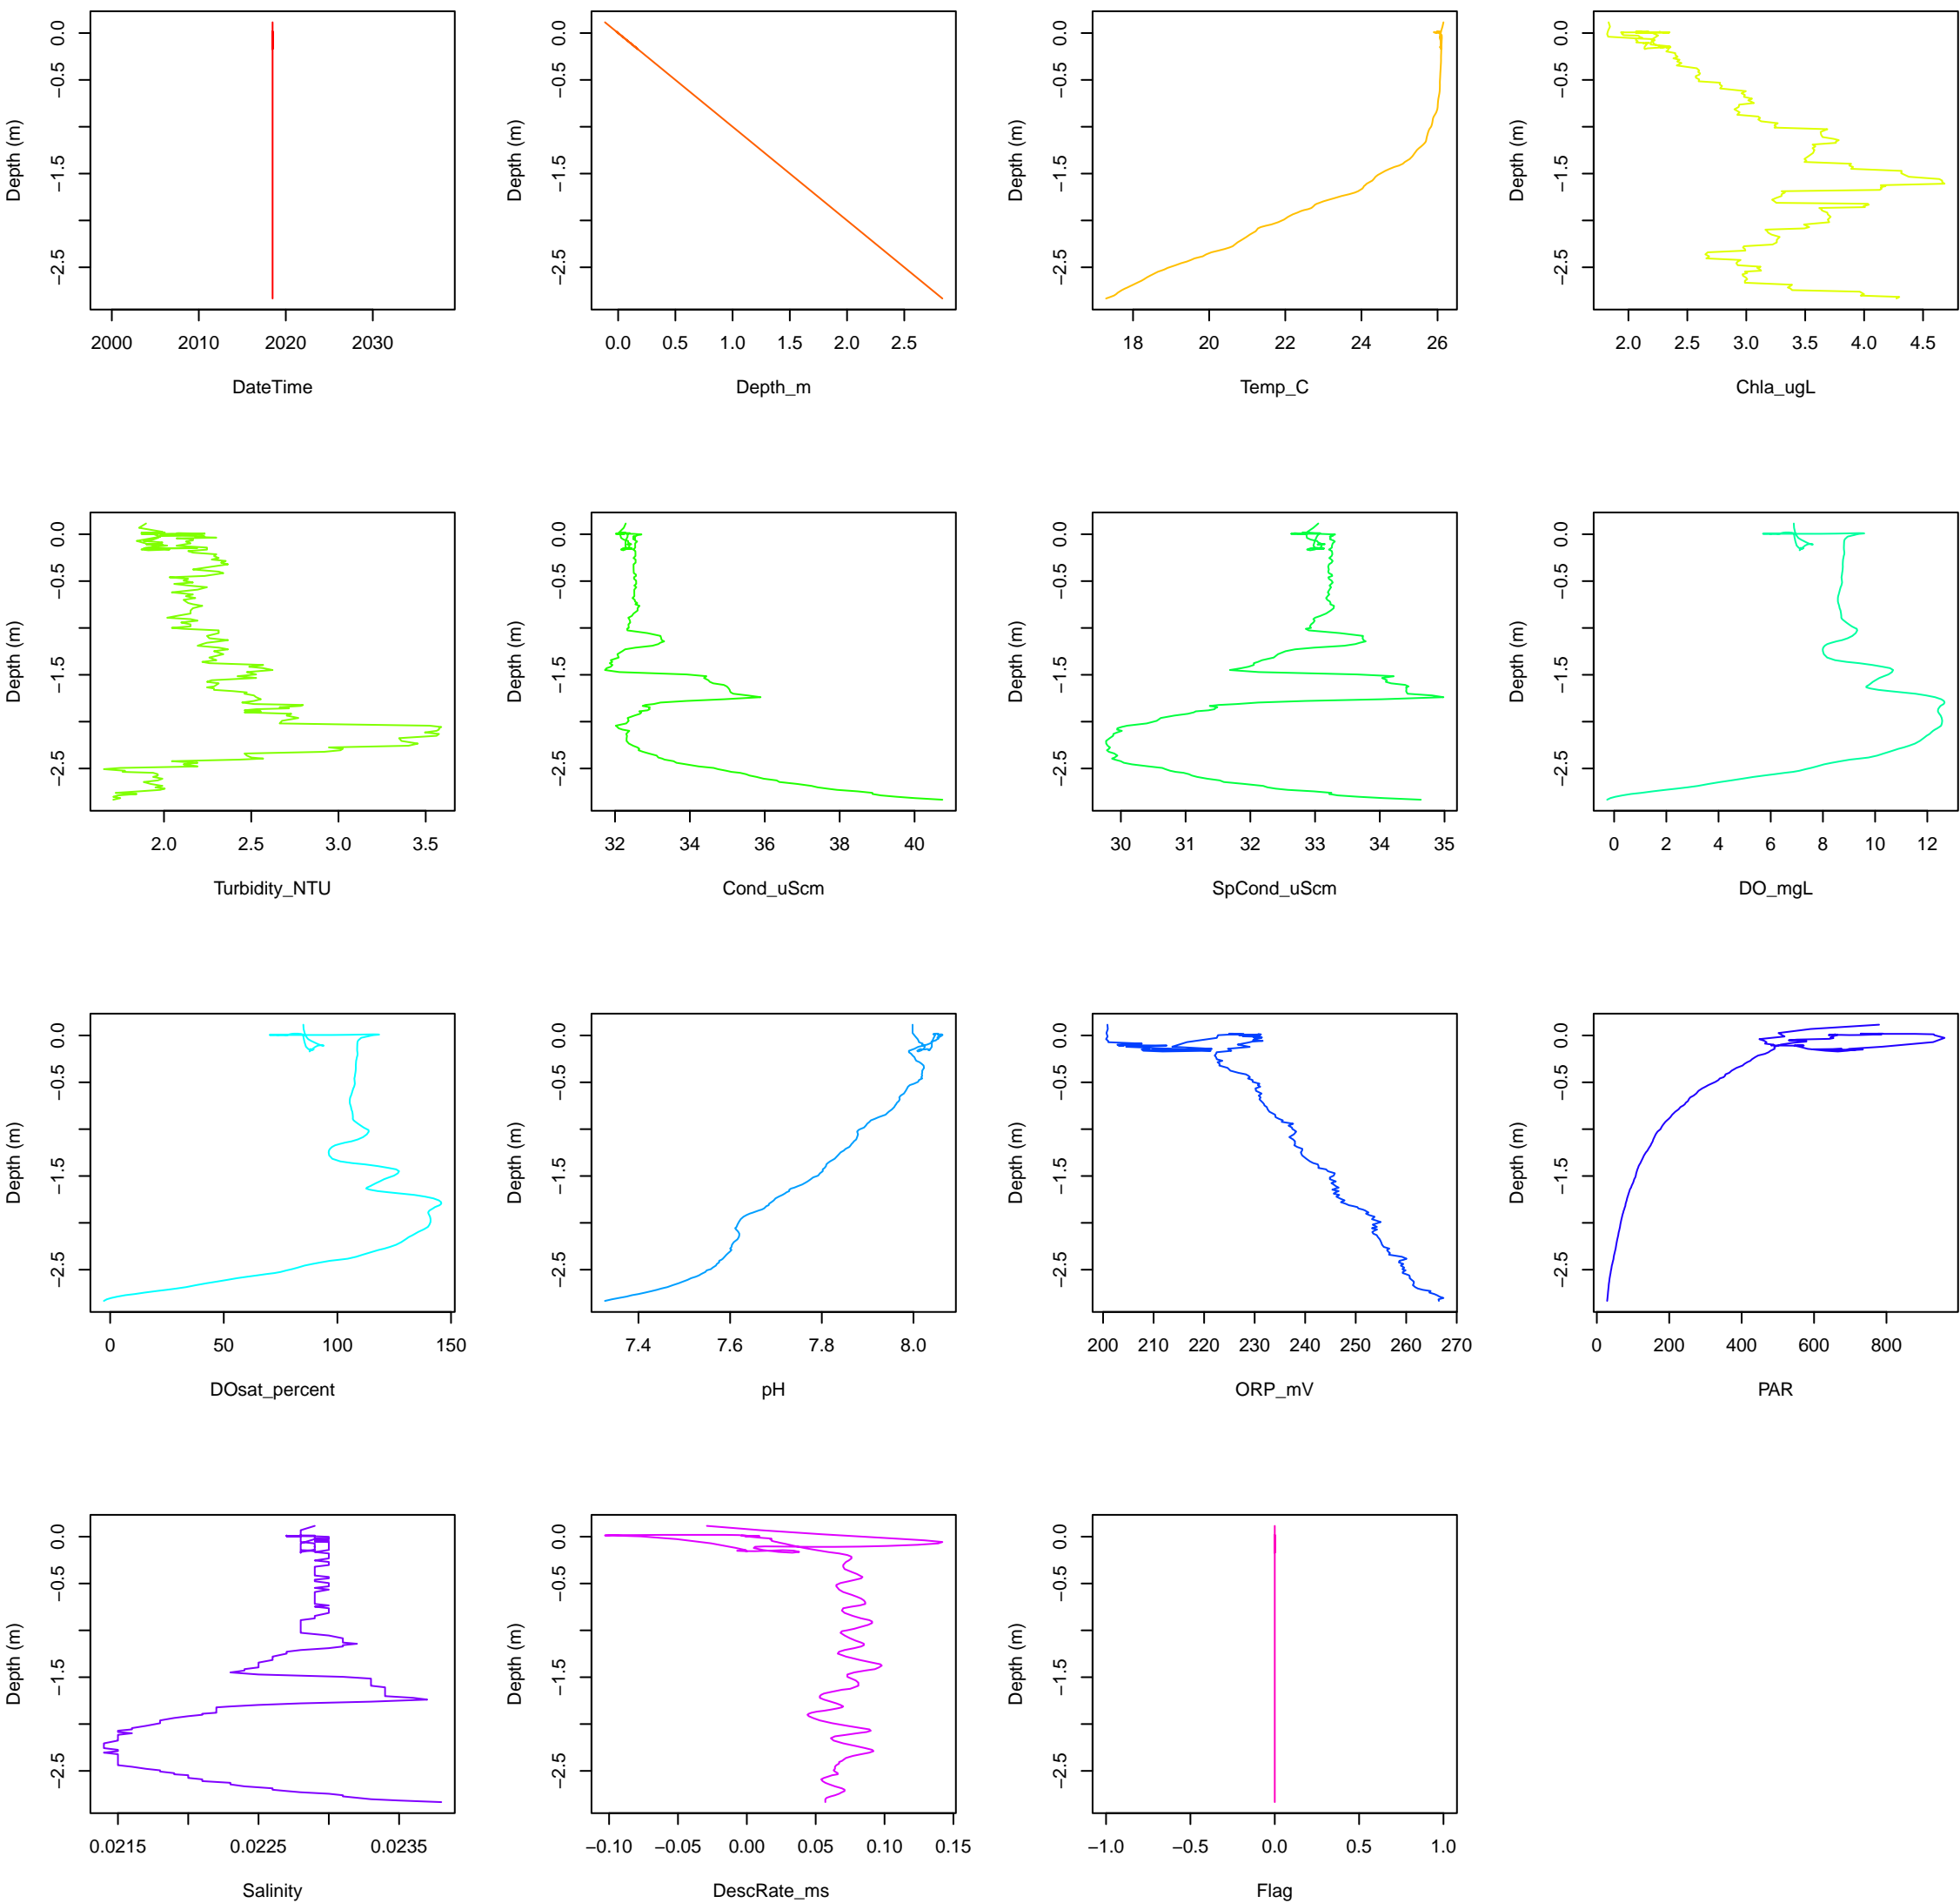 0.0
−0.5
−1.5
−2.5
Depth (m)
2000 2010 2020 2030
DateTime
0.0
−0.5
−1.5
−2.5
Depth (m)
0.0 0.5 1.0 1.5 2.0 2.5
Depth_m
0.0
−0.5
−1.5
−2.5
Depth (m)
18 20 22 24 26
Temp_C
0.0
−0.5
−1.5
−2.5
Depth (m)
2.0 2.5 3.0 3.5 4.0 4.5
Chla_ugL
0.0
−0.5
−1.5
−2.5
Depth (m)
2.0 2.5 3.0 3.5
Turbidity_NTU
0.0
−0.5
−1.5
−2.5
Depth (m)
32 34 36 38 40
Cond_uScm
0.0
−0.5
−1.5
−2.5
Depth (m)
30 31 32 33 34 35
SpCond_uScm
0.0
−0.5
−1.5
−2.5
Depth (m)
0 2 4 6 8 10 12
DO_mgL
0.0
−0.5
−1.5
−2.5
Depth (m)
0 50 100 150
DOsat_percent
0.0
−0.5
−1.5
−2.5
Depth (m)
7.4 7.6 7.8 8.0
pH
0.0
−0.5
−1.5
−2.5
Depth (m)
200 210 220 230 240 250 260 270
ORP_mV
0.0
−0.5
−1.5
−2.5
Depth (m)
0 200 400 600 800
PAR
0.0
−0.5
−1.5
−2.5
Depth (m)
0.0215 0.0225 0.0235
Salinity
0.0
−0.5
−1.5
−2.5
Depth (m)
−0.10 −0.05 0.00 0.05 0.10 0.15
DescRate_ms
0.0
−0.5
−1.5
−2.5
Depth (m)
−1.0 −0.5 0.0 0.5 1.0
Flag